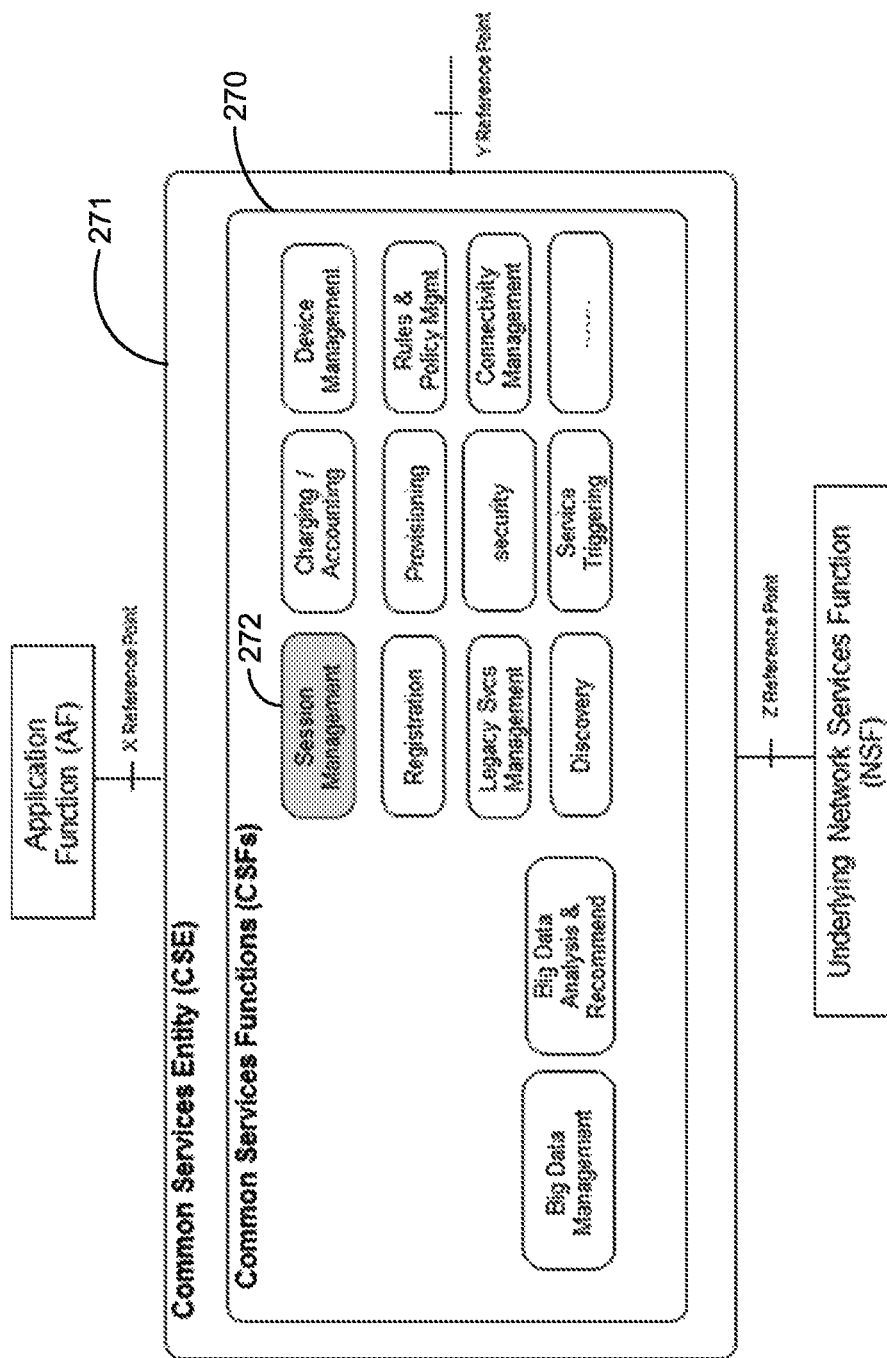 Application
Function (AF)
X Reference Point
271
Common Services Entity (CSE)
270
Common Services Functions (CSFs)
272
Session
Management
Charging /
Accounting
Device
Management
Registration
Provisioning
Rules &
Policy Mgmt
Legacy Svcs
Management
security
Connectivity
Management
Big Data
Management
Big Data
Analysis &
Recommend
Discovery
Service
Triggering
......
Y Reference Point
Z Reference Point
Underlying Network Services Function
(NSF)